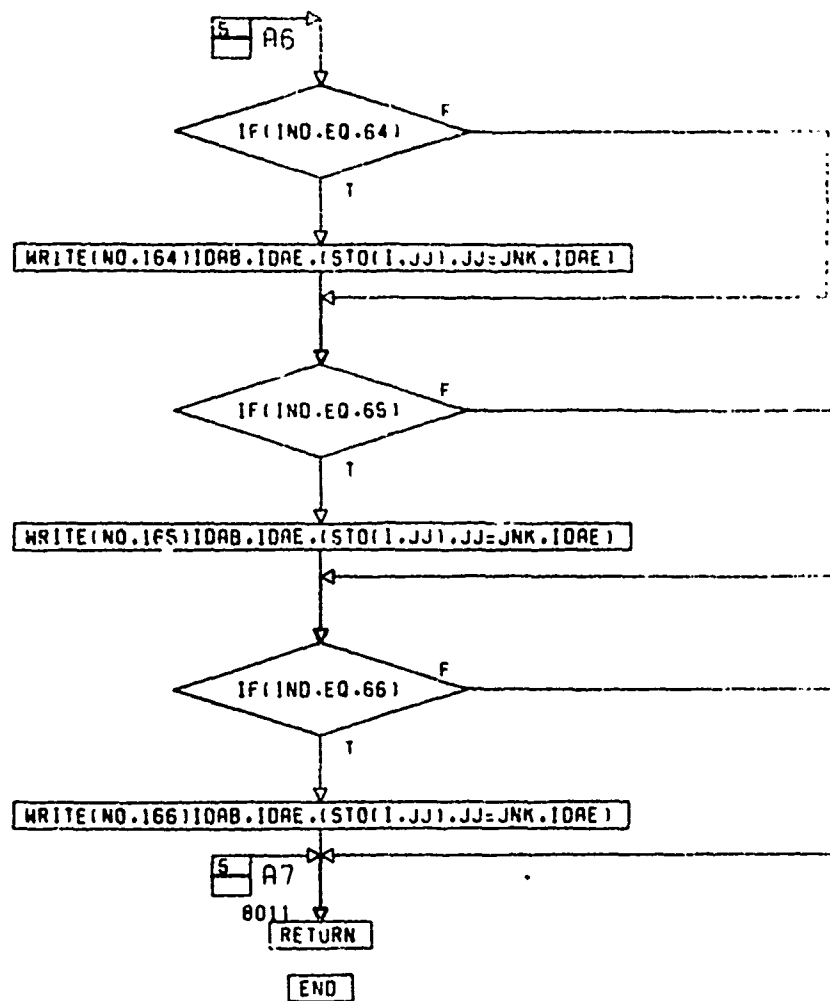 5 A6
F
IF(IND.EQ.64)
T
WRITE(NO.164)IDAB.IDAE.(STO(I.JJ).JJ=JNK.IDAE)
F
IF(IND.EQ.65)
T
WRITE(NO.165)IDAB.IDAE.(STO(I.JJ).JJ=JNK.IDAE)
F
IF(IND.EQ.66)
T
WRITE(NO.166)IDAB.IDAE.(STO(I.JJ).JJ=JNK.IDAE)
5 A7
8011
RETURN
END